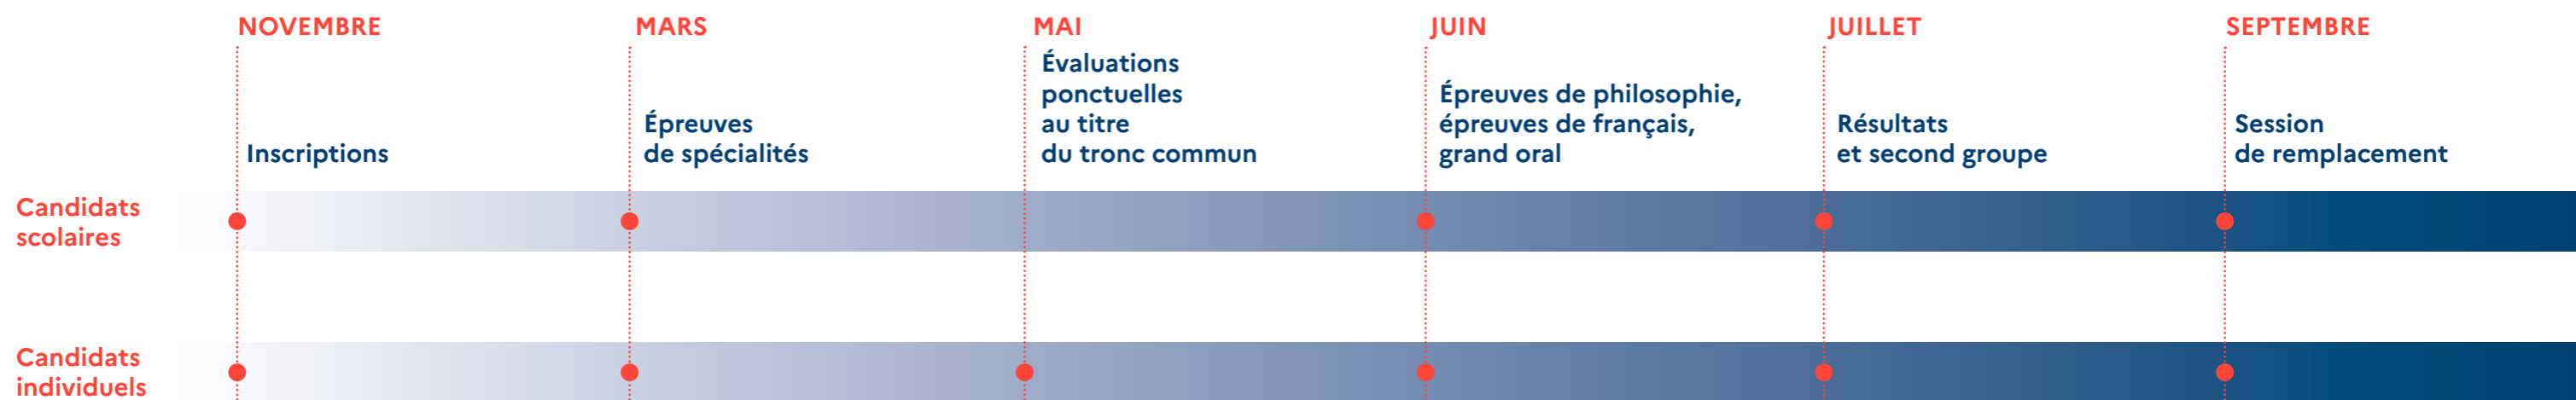 NOVEMBRE
Inscriptions
MARS
Épreuves
de spécialités
MAI
Évaluations
ponctuelles
au titre
du tronc commun
JUIN
Épreuves de philosophie,
épreuves de français,
grand oral
JUILLET
Résultats
et second groupe
SEPTEMBRE
Session
de remplacement
Candidats
scolaires
Candidats
individuels